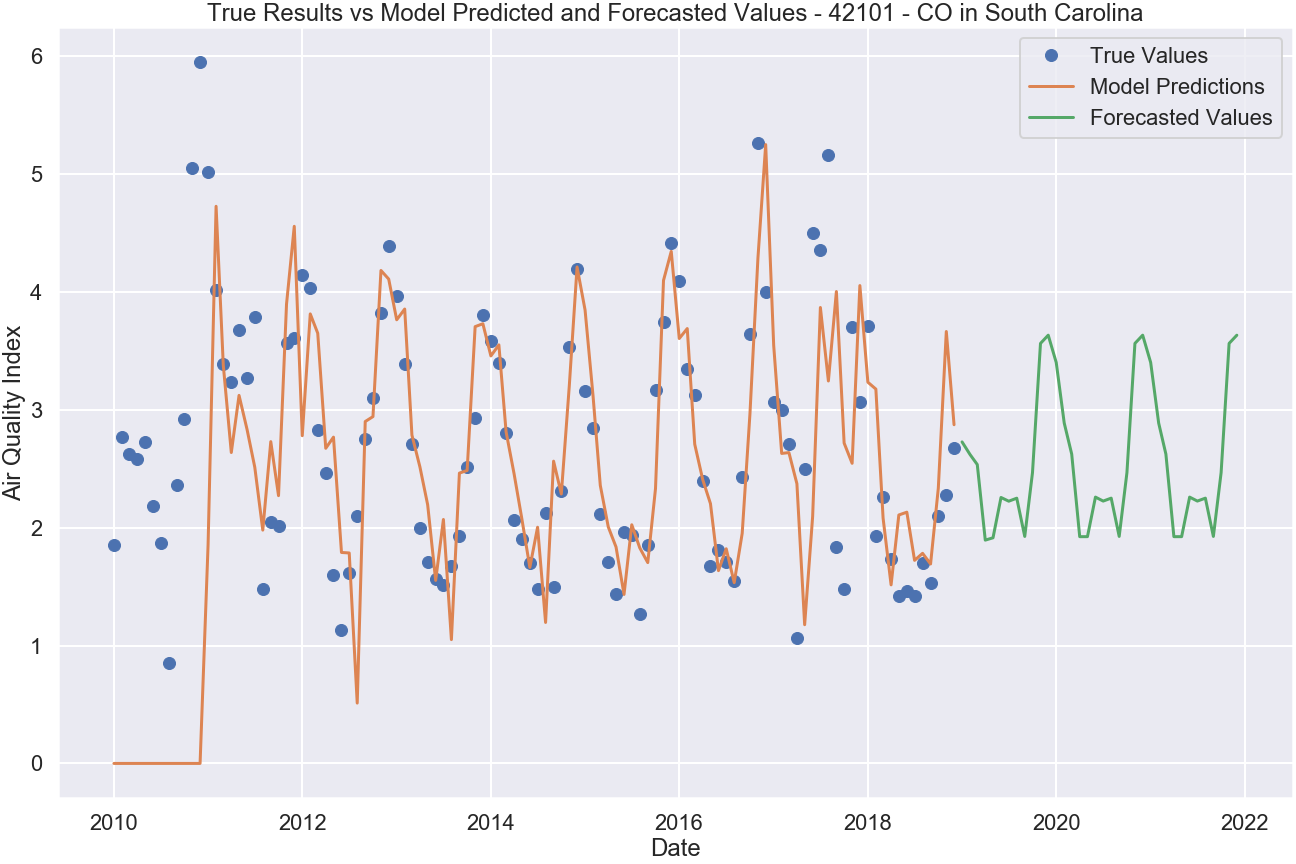 True Results vs Model Predicted and Forecasted Values - 42101 - CO in South Carolina
True Values
Model Predictions
Forecasted Values
6
5
4
3
2
1
0
Air Quality Index
2010 2012 2014 2016 2018 2020 2022
Date